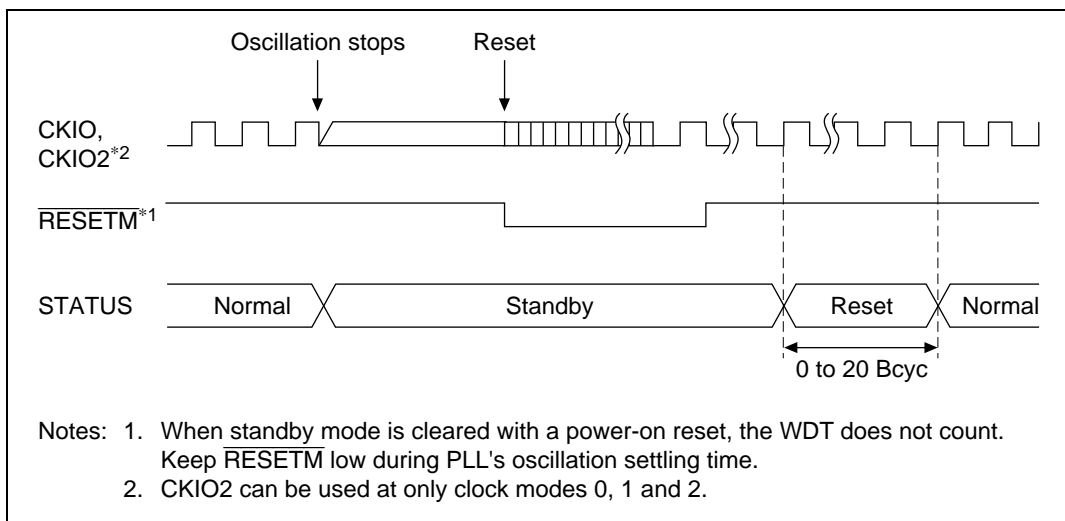 Oscillation stops Reset
CKIO,
CKIO2*2
RESETM*1
STATUS Normal Standby Reset Normal
0 to 20 Bcyc
Notes: 1. When standby mode is cleared with a power-on reset, the WDT does not count.
Keep RESETM low during PLL's oscillation settling time.
2. CKIO2 can be used at only clock modes 0, 1 and 2.